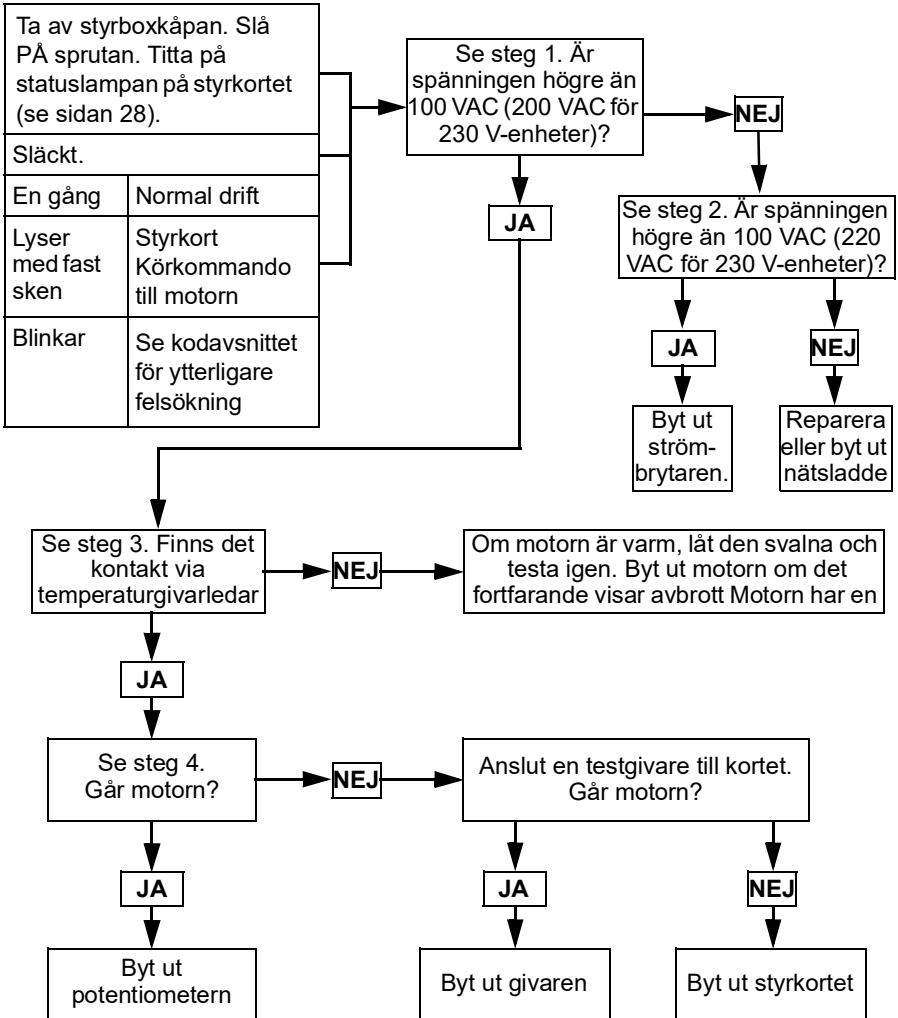 Ta av styrboxkåpan. Slå
PÅ sprutan. Titta på
statuslampan på styrkortet
(se sidan 28).
Släckt.
En gång
Normal drift
Lyser
med fast
sken
Styrkort
Körkommando
till motorn
Blinkar
Se kodavsnittet
för ytterligare
felsökning
Se steg 1. Är
spänningen högre än
100 VAC (200 VAC för
230 V-enheter)?
NEJ
JA
Se steg 2. Är spänningen
högre än 100 VAC (220
VAC för 230 V-enheter)?
JA
NEJ
Byt ut
ström-
brytaren.
Reparera
eller byt ut
nätsladde
Se steg 3. Finns det
kontakt via
temperaturgivarledar
NEJ
Om motorn är varm, låt den svalna och
testa igen. Byt ut motorn om det
fortfarande visar avbrott Motorn har en
JA
Se steg 4.
Går motorn?
NEJ
Anslut en testgivare till kortet.
Går motorn?
JA
JA
NEJ
Byt ut
potentiometern
Byt ut givaren
Byt ut styrkortet